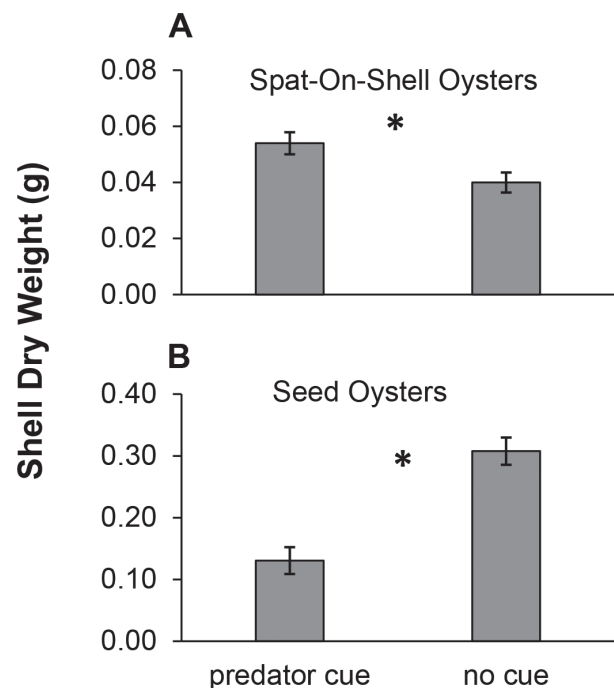 A
Spat-On-Shell Oysters
*
0.08
0.06
0.04
0.02
0.00
Shell Dry Weight (g)
B
Seed Oysters
*
0.40
0.30
0.20
0.10
0.00
predator cue no cue